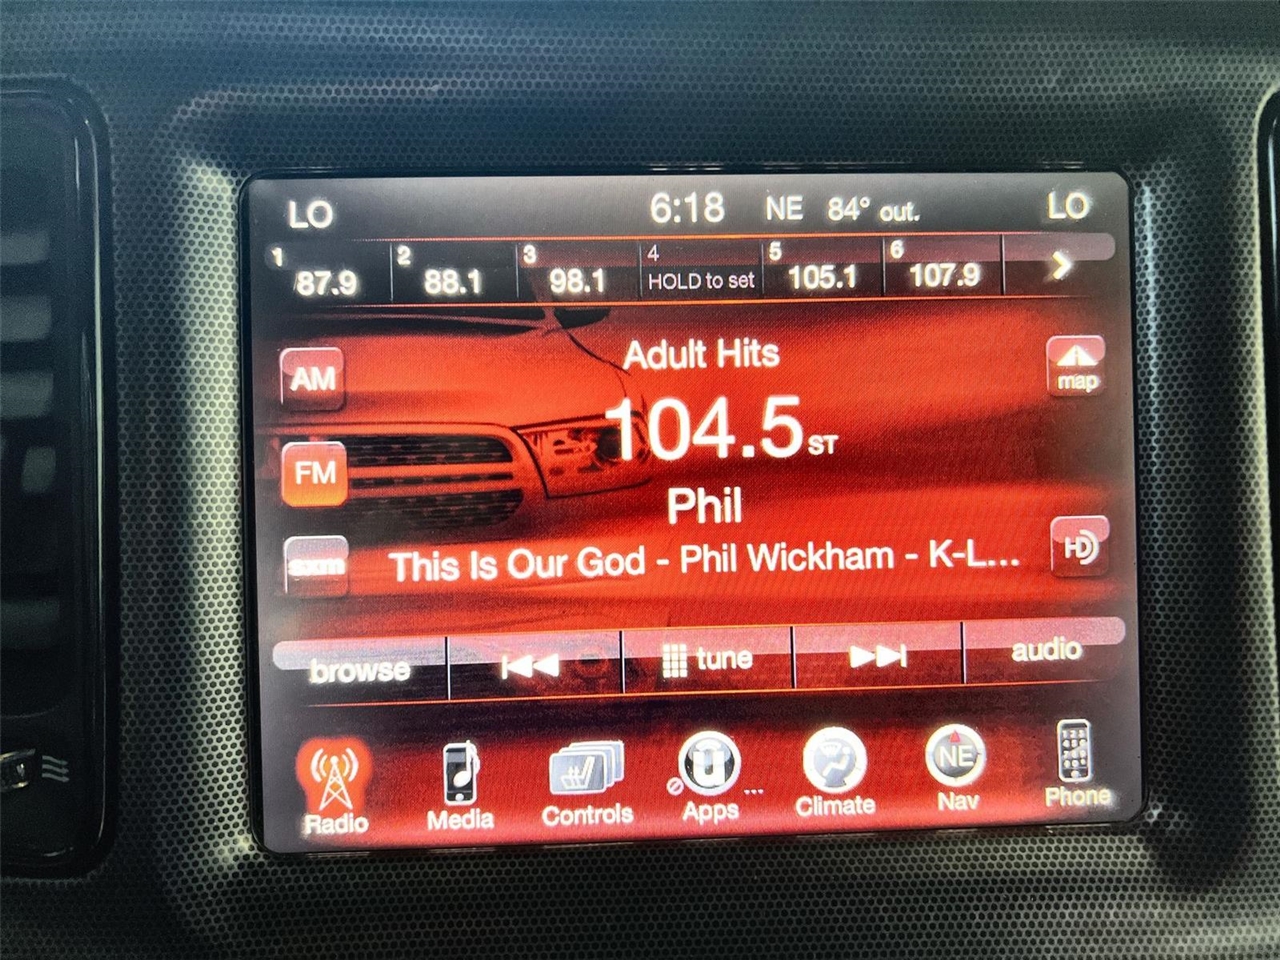 LO 6:18 NE 84° out. LO
1 2 3 4 5 6
87.9 88.1 98.1 HOLD to set 105.1 107.9
Adult Hits
AM map
104.5 ST
FM
Phil
This Is Our God - Phil Wickham - K-L...
sxm HD
browse tune audio
NE
Radio Media Controls Apps ... Climate Nav Phone